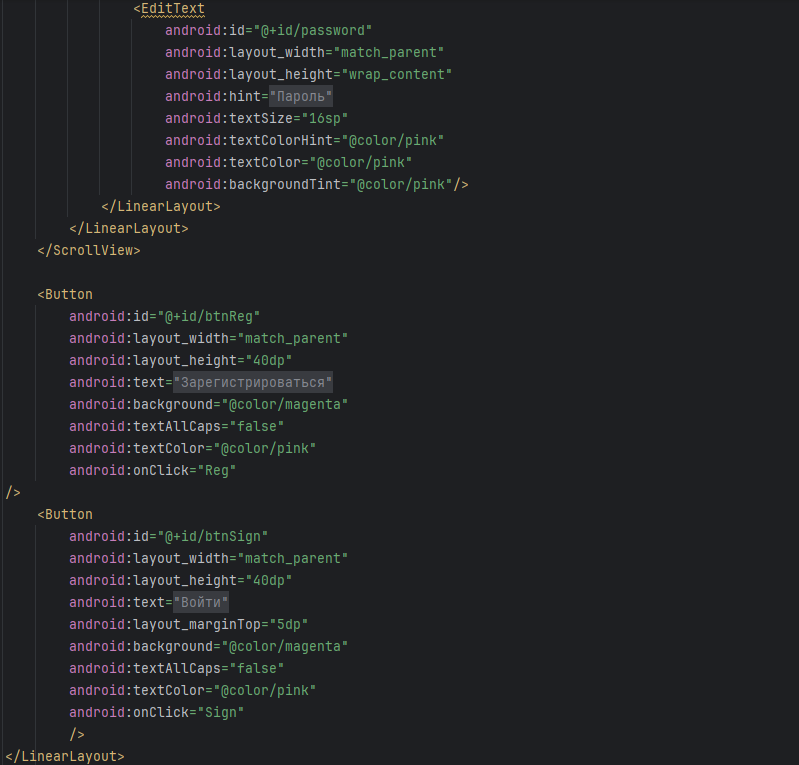 <EditText
android:id="@+id/password"
android:layout_width="match_parent"
android:layout_height="wrap_content"
android:hint="Пароль"
android:textSize="16sp"
android:textColorHint="@color/pink"
android:textColor="@color/pink"
android:backgroundTint="@color/pink"/>
</LinearLayout>
</LinearLayout>
</ScrollView>
<Button
android:id="@+id/btnReg"
android:layout_width="match_parent"
android:layout_height="40dp"
android:text="Зарегистрироваться"
android:background="@color/magenta"
android:textAllCaps="false"
android:textColor="@color/pink"
android:onClick="Reg"
/>
<Button
android:id="@+id/btnSign"
android:layout_width="match_parent"
android:layout_height="40dp"
android:text="Войти"
android:layout_marginTop="5dp"
android:background="@color/magenta"
android:textAllCaps="false"
android:textColor="@color/pink"
android:onClick="Sign"
/>
</LinearLayout>